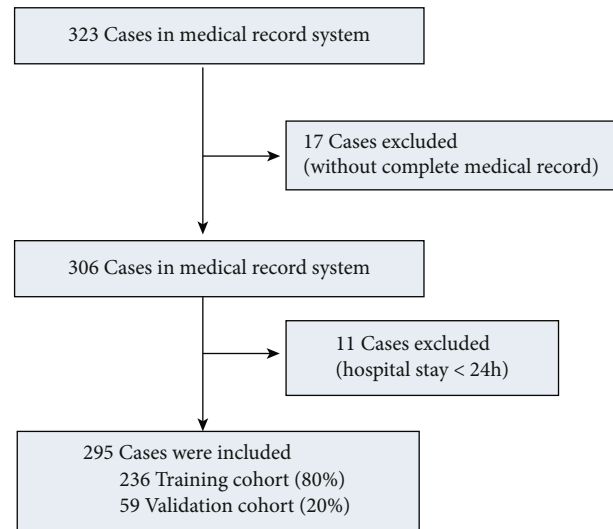 323 Cases in medical record system
17 Cases excluded
(without complete medical record)
306 Cases in medical record system
11 Cases excluded
(hospital stay < 24h)
295 Cases were included
236 Training cohort (80%)
59 Validation cohort (20%)